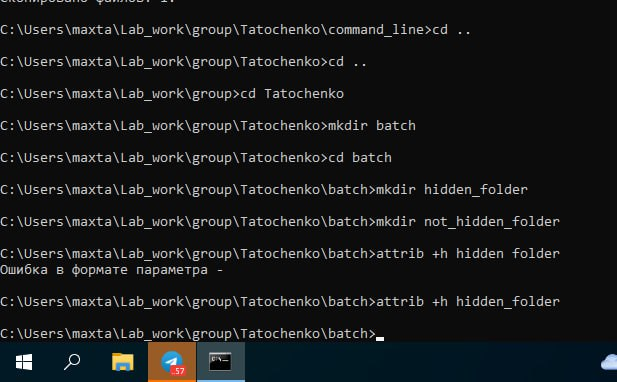 Скопировано файлов: 1.
C:\Users\maxta\Lab_work\group\Tatochenko\command_line>cd ..
C:\Users\maxta\Lab_work\group\Tatochenko>cd ..
C:\Users\maxta\Lab_work\group>cd Tatochenko
C:\Users\maxta\Lab_work\group\Tatochenko>mkdir batch
C:\Users\maxta\Lab_work\group\Tatochenko>cd batch
C:\Users\maxta\Lab_work\group\Tatochenko\batch>mkdir hidden_folder
C:\Users\maxta\Lab_work\group\Tatochenko\batch>mkdir not_hidden_folder
C:\Users\maxta\Lab_work\group\Tatochenko\batch>attrib +h hidden folder
Ошибка в формате параметра -
C:\Users\maxta\Lab_work\group\Tatochenko\batch>attrib +h hidden_folder
C:\Users\maxta\Lab_work\group\Tatochenko\batch>
.57
C:\.